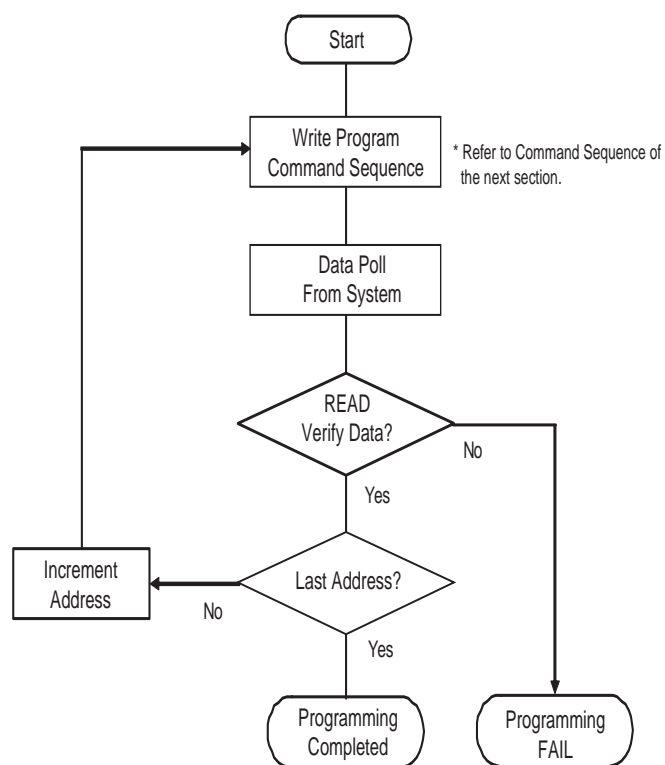 Start
Write Program
Command Sequence
* Refer to Command Sequence of
the next section.
Data Poll
From System
READ
Verify Data?
No
Yes
Increment
Address
Last Address?
No
Yes
Programming
Completed
Programming
FAIL